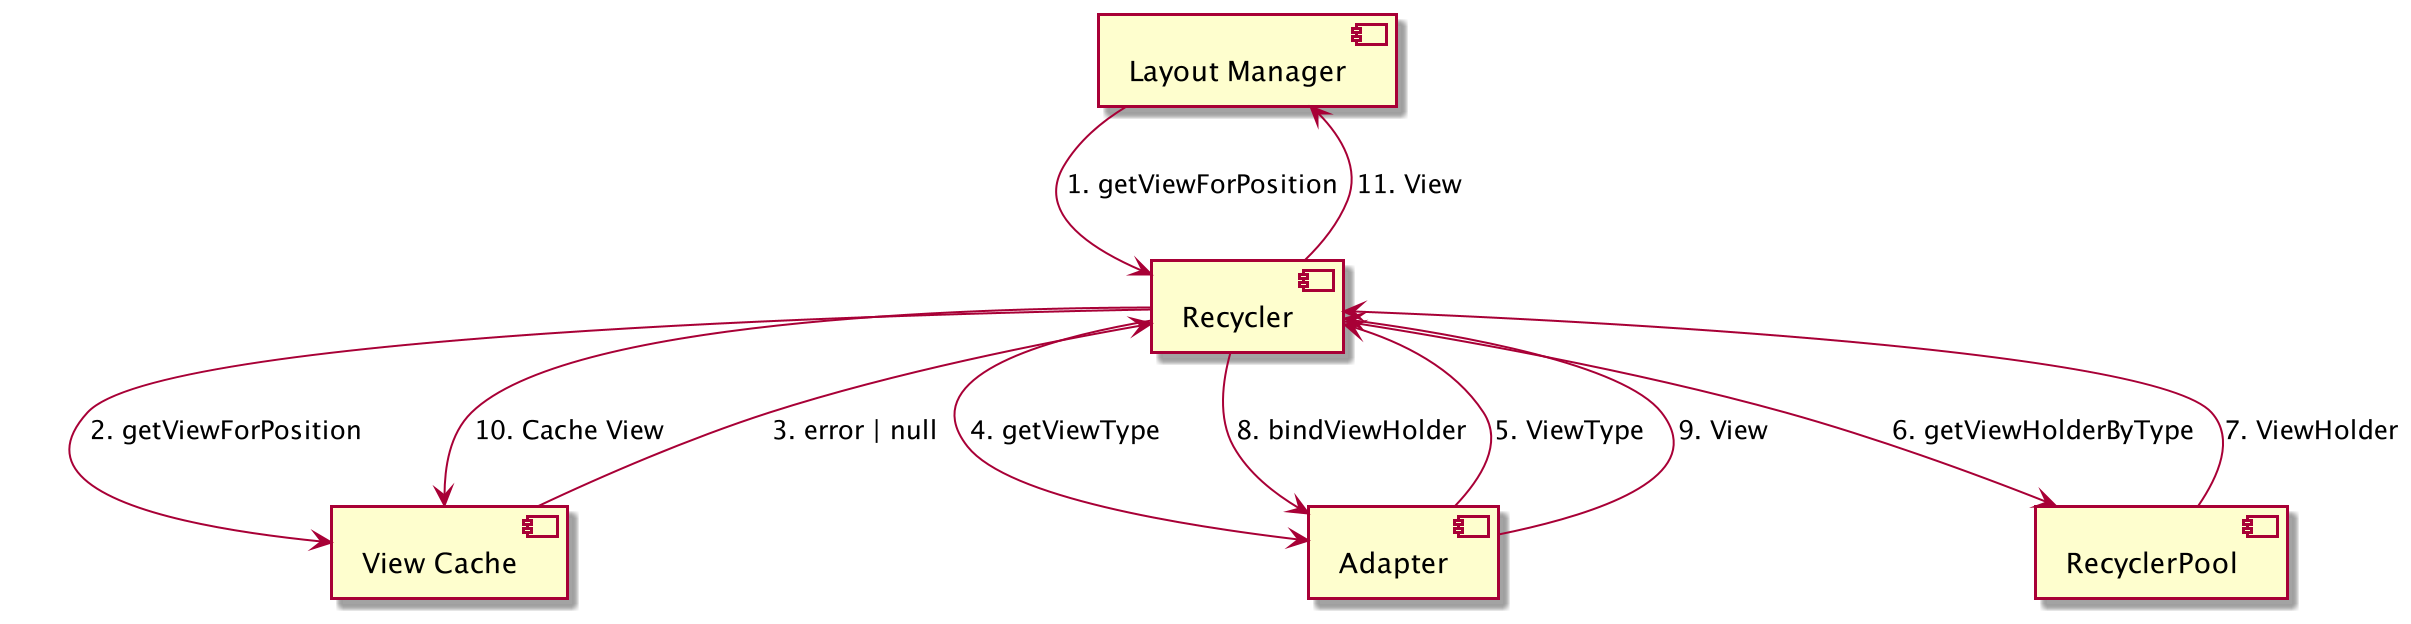 Layout Manager
1. getViewForPosition
11. View
Recycler
2. getViewForPosition
10. Cache View
3. error | null
4. getViewType
8. bindViewHolder
5. ViewType
9. View
6. getViewHolderByType
7. ViewHolder
View Cache
Adapter
RecyclerPool